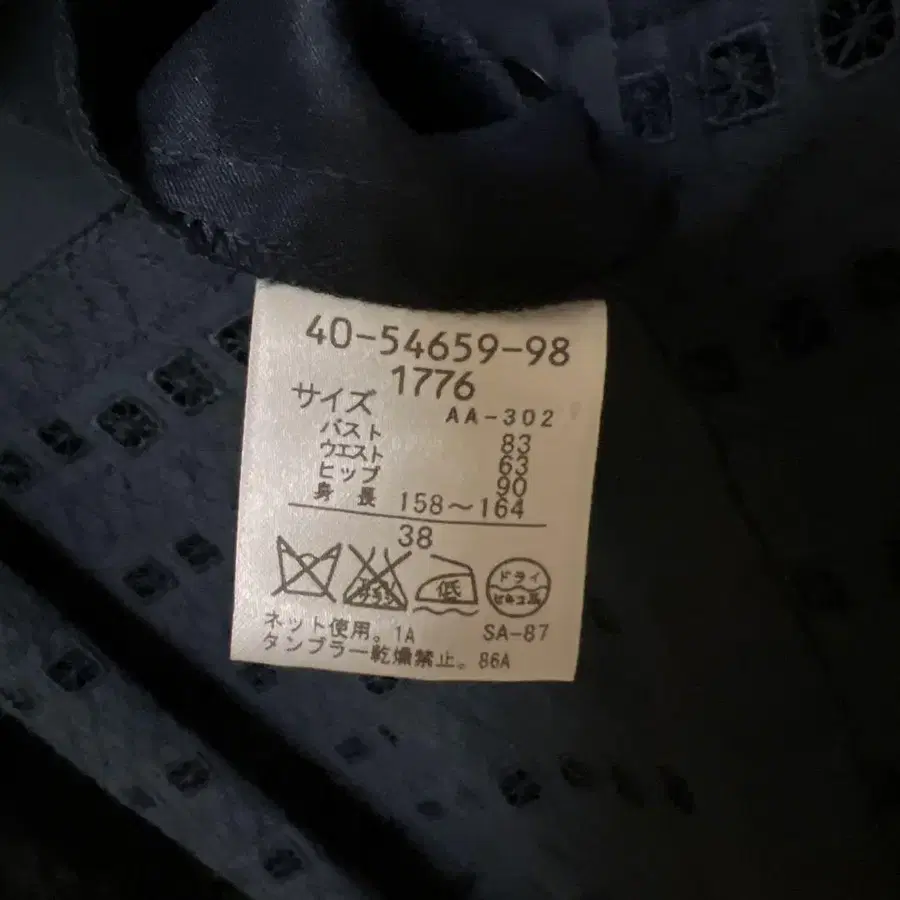 40-54659-98
1776
サイズ
AA-302
バスト 83
ウエスト 63
ヒップ 90
身長 158～164
38
低
ドライ
ネット使用。1A SA-87
タンブラー乾燥禁止。86A